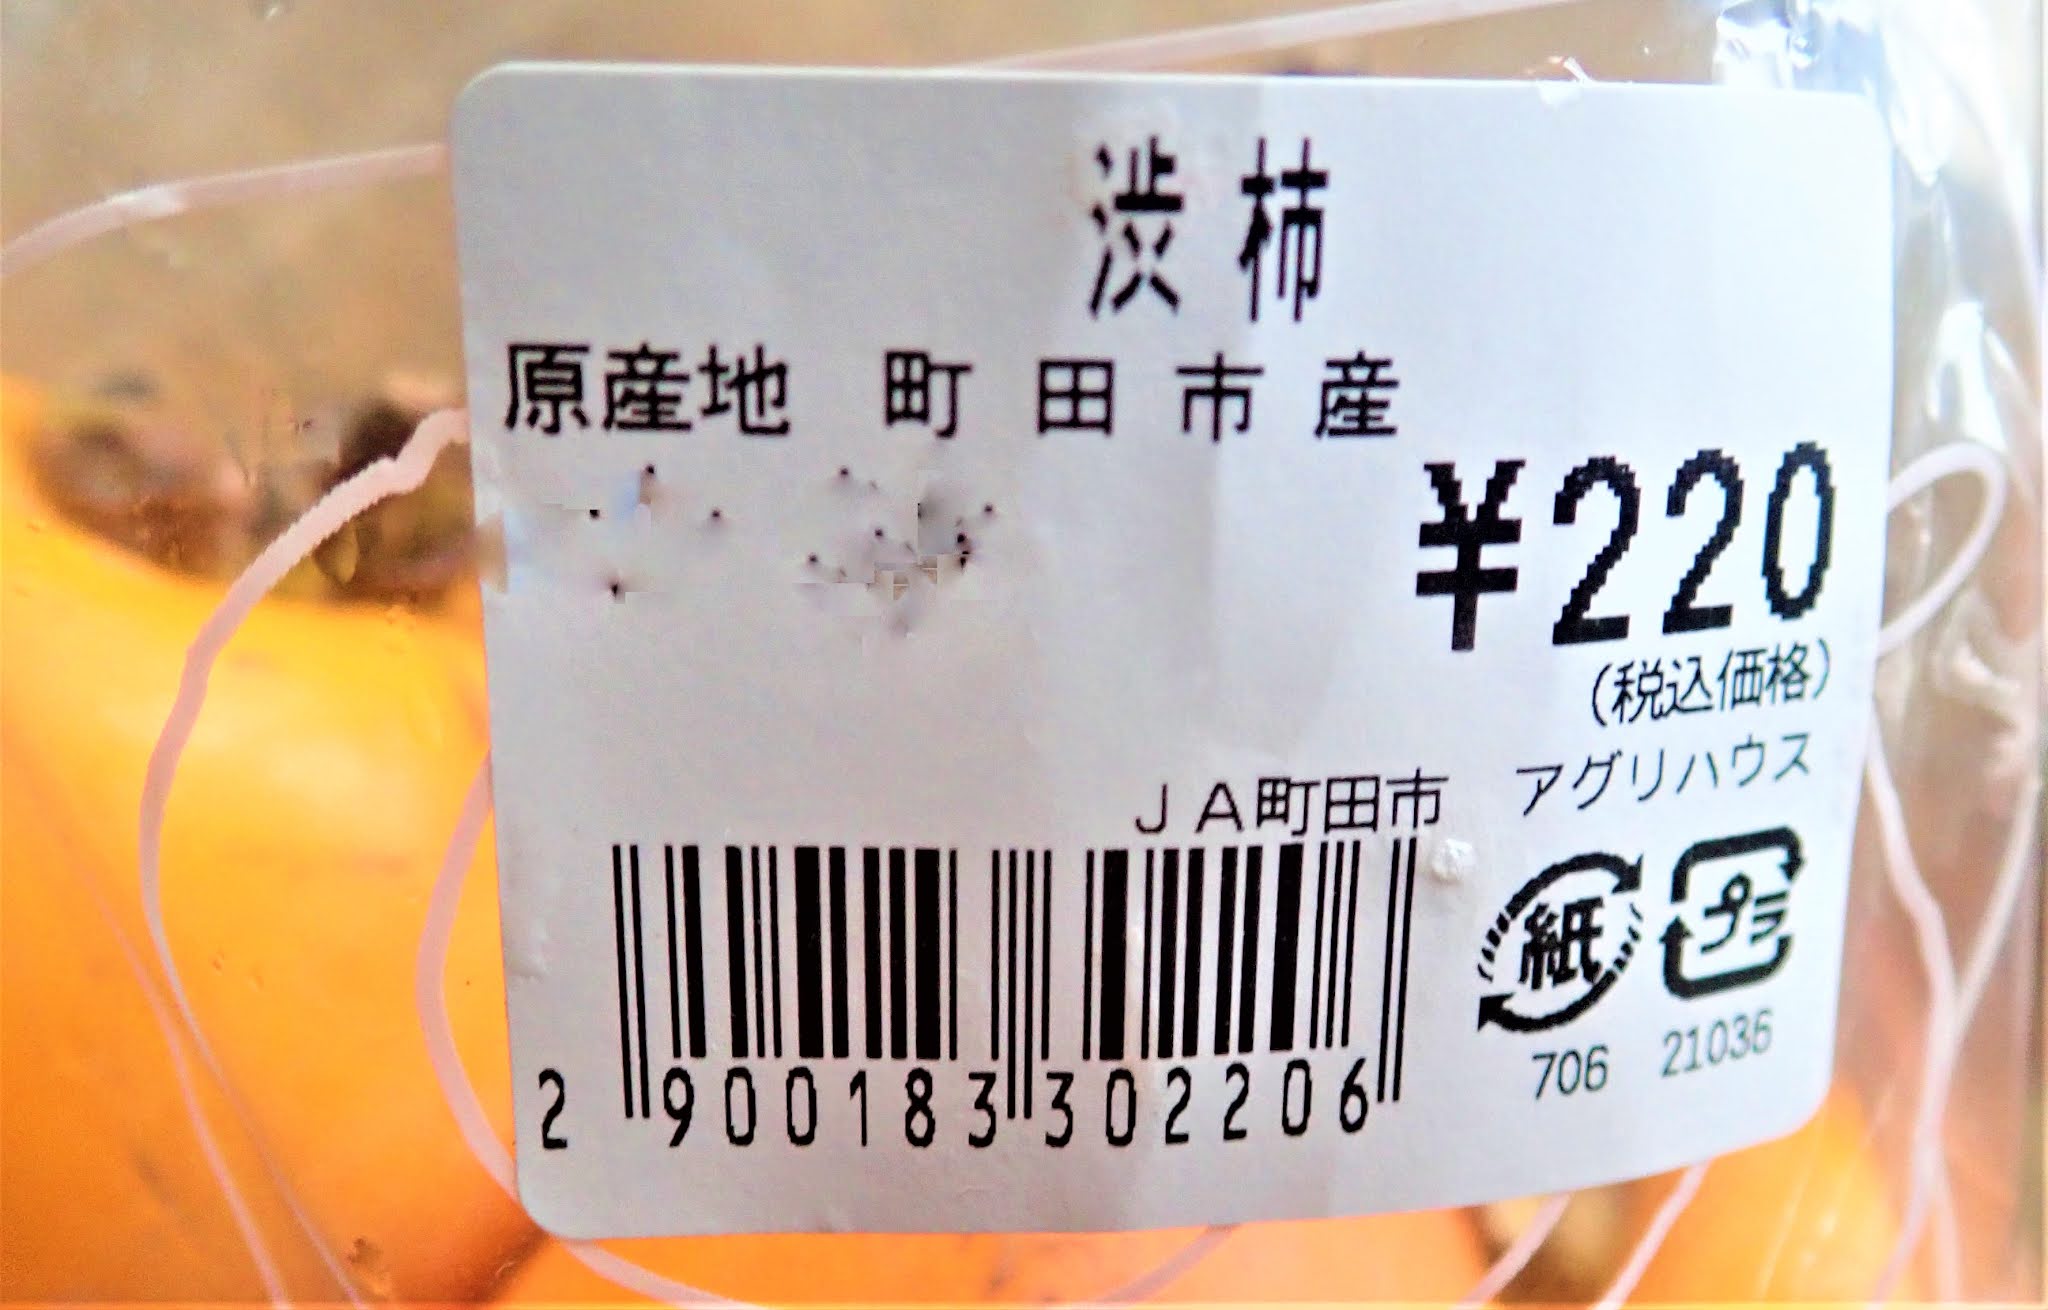 渋柿
原産地 町田市産
¥220
(税込価格)
JA町田市 アグリハウス
紙 プラ
706 21036
2 900183 302206